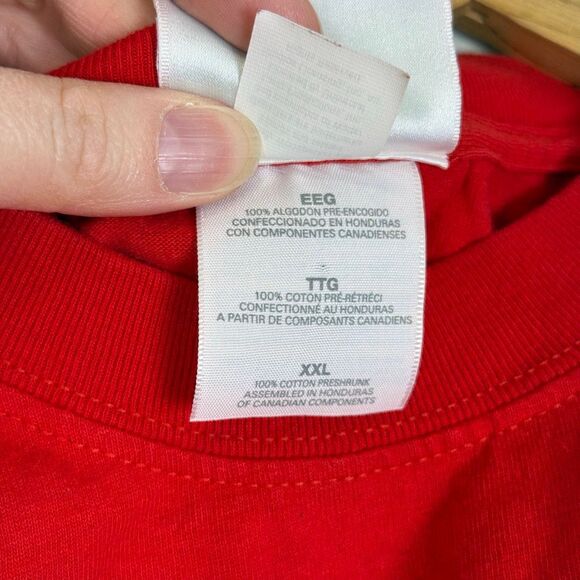 EEG
100% ALGODON PRE-ENCOGIDO
CONFECCIONADO EN HONDURAS
CON COMPONENTES CANADIENSES
TTG
100% COTON PRÉ-RÉTRÉCI
CONFECTIONNÉ AU HONDURAS
A PARTIR DE COMPOSANTS CANADIENS
XXL
100% COTTON PRESHRUNK
ASSEMBLED IN HONDURAS
OF CANADIAN COMPONENTS